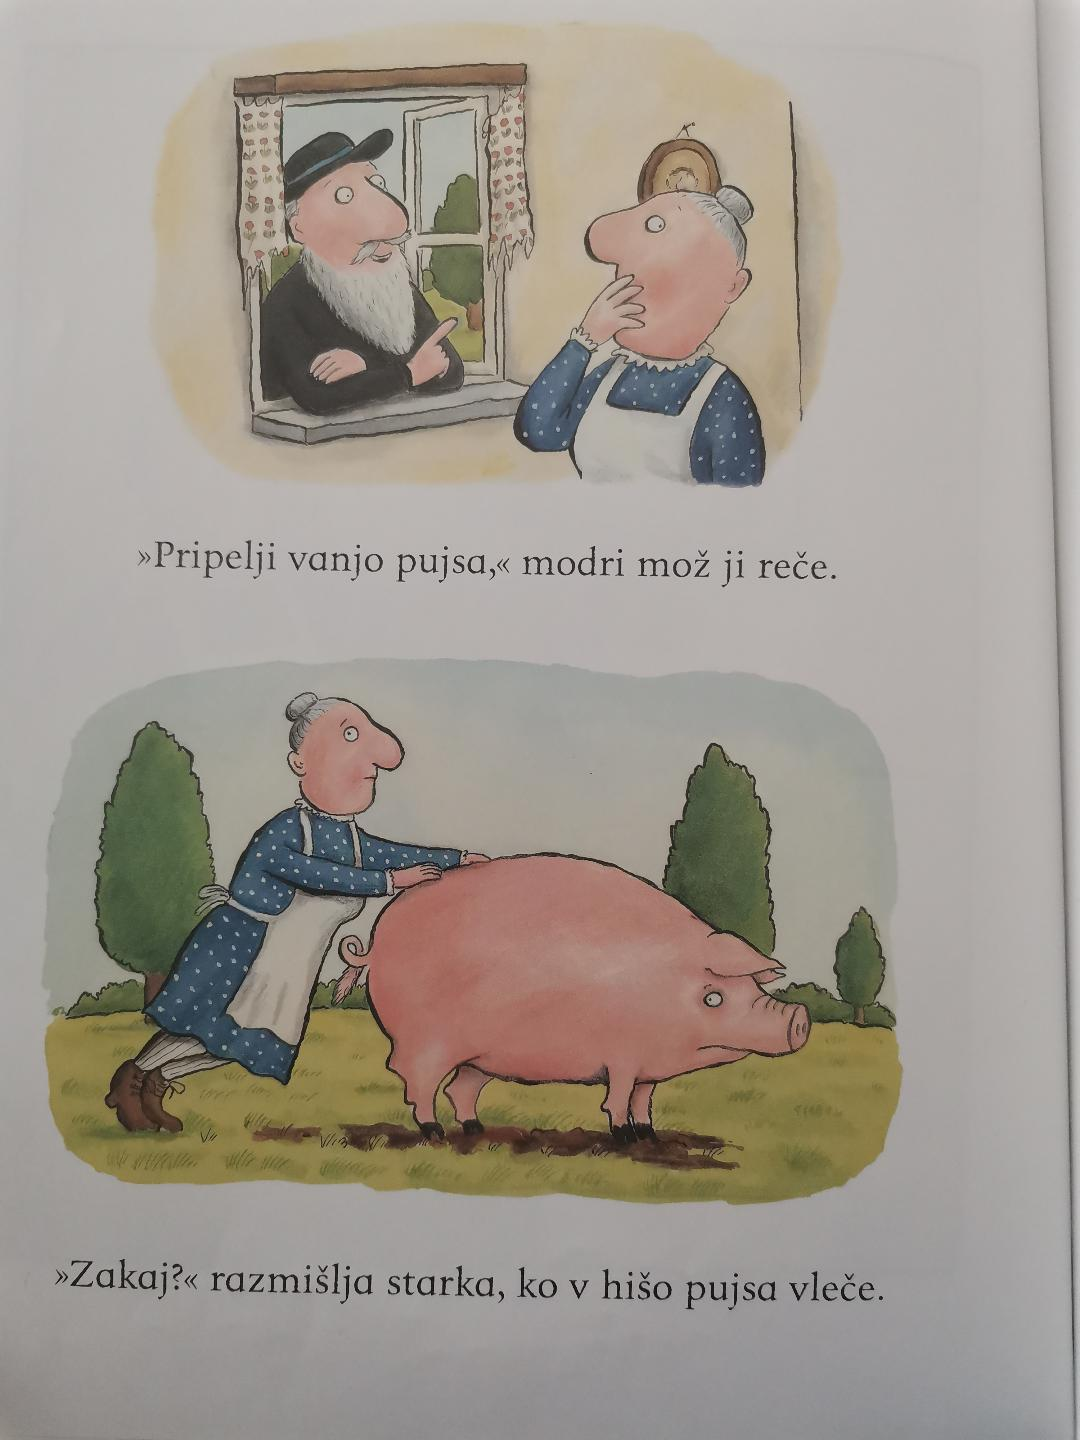 »Pripelji vanjo pujsa,« modri mož ji reče.
»Zakaj?« razmišlja starka, ko v hišo pujsa vleče.